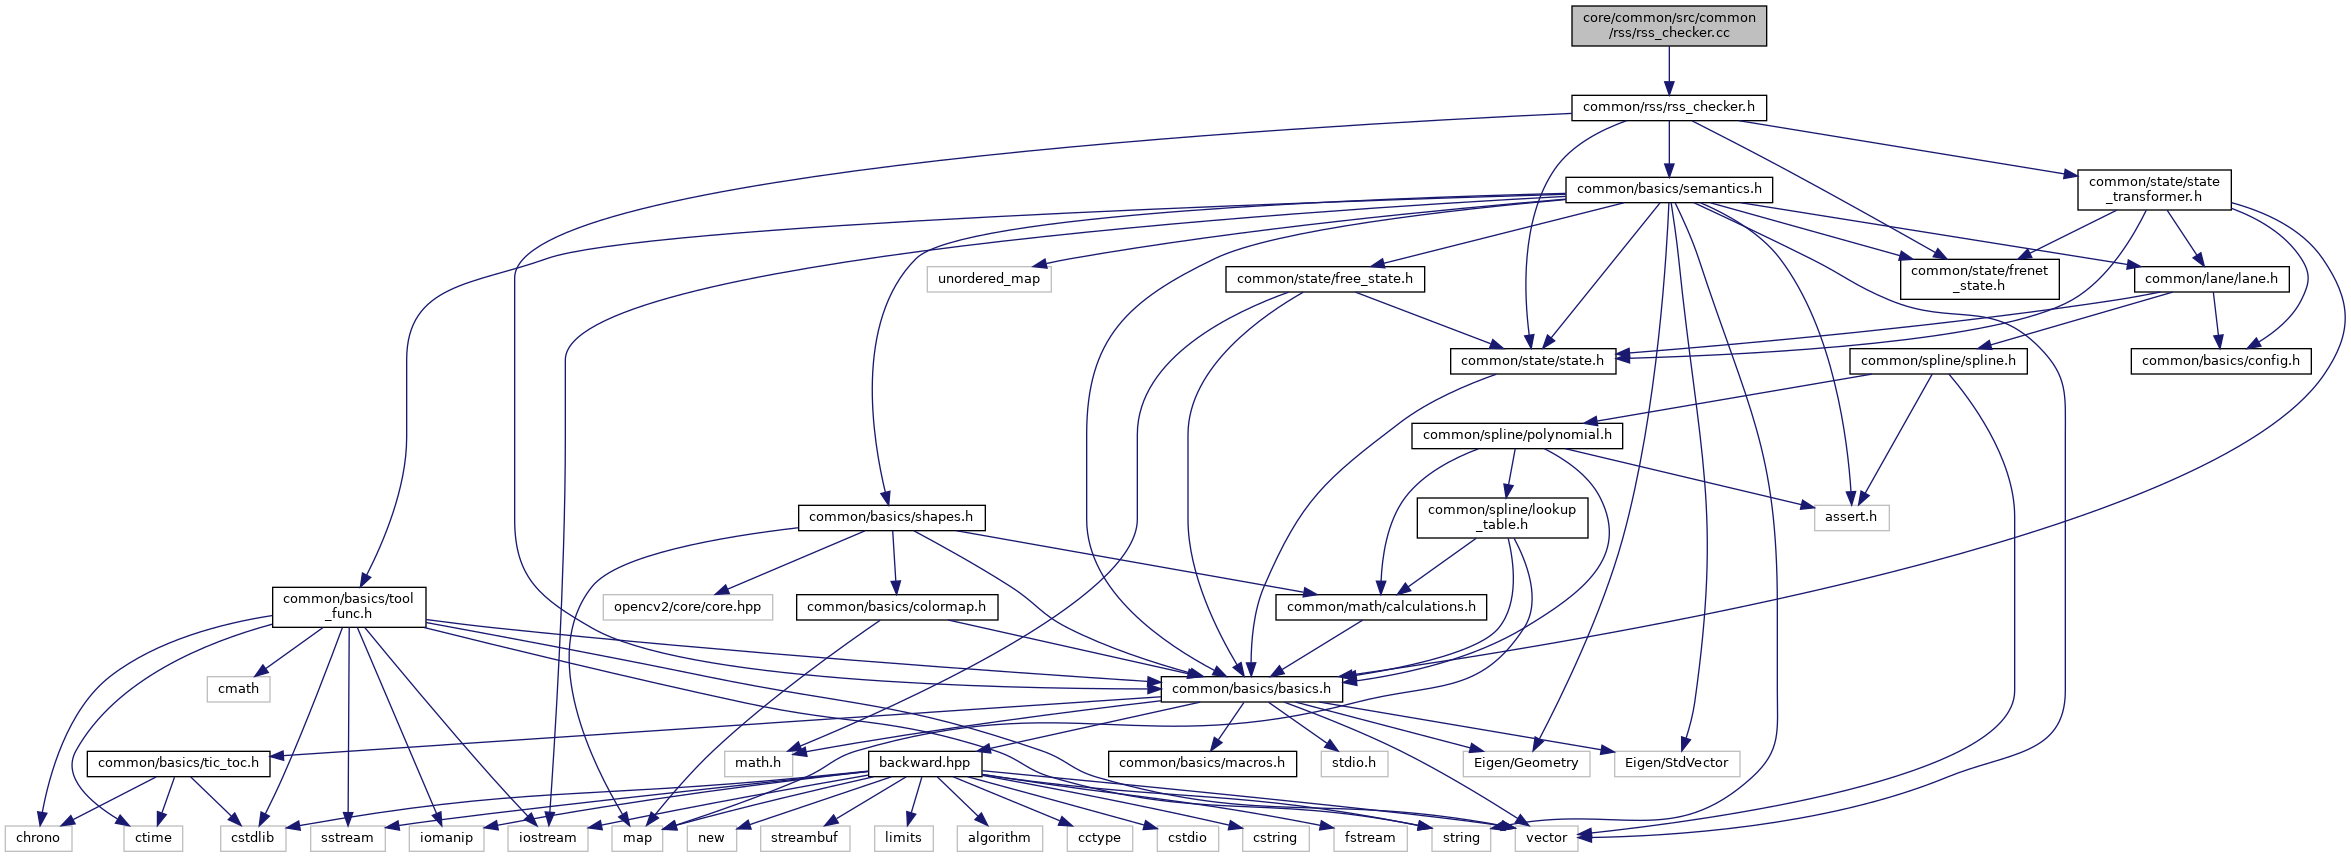 core/common/src/common
/rss/rss_checker.cc
common/rss/rss_checker.h
common/basics/semantics.h
common/state/state
_transformer.h
unordered_map
common/state/free_state.h
common/state/frenet
_state.h
common/lane/lane.h
common/state/state.h
common/spline/spline.h
common/basics/config.h
common/spline/polynomial.h
common/basics/shapes.h
common/spline/lookup
_table.h
assert.h
common/basics/tool
_func.h
opencv2/core/core.hpp
common/basics/colormap.h
common/math/calculations.h
cmath
common/basics/basics.h
common/basics/tic_toc.h
math.h
backward.hpp
common/basics/macros.h
stdio.h
Eigen/Geometry
Eigen/StdVector
chrono
ctime
cstdlib
sstream
iomanip
iostream
map
new
streambuf
limits
algorithm
cctype
cstdio
cstring
fstream
string
vector